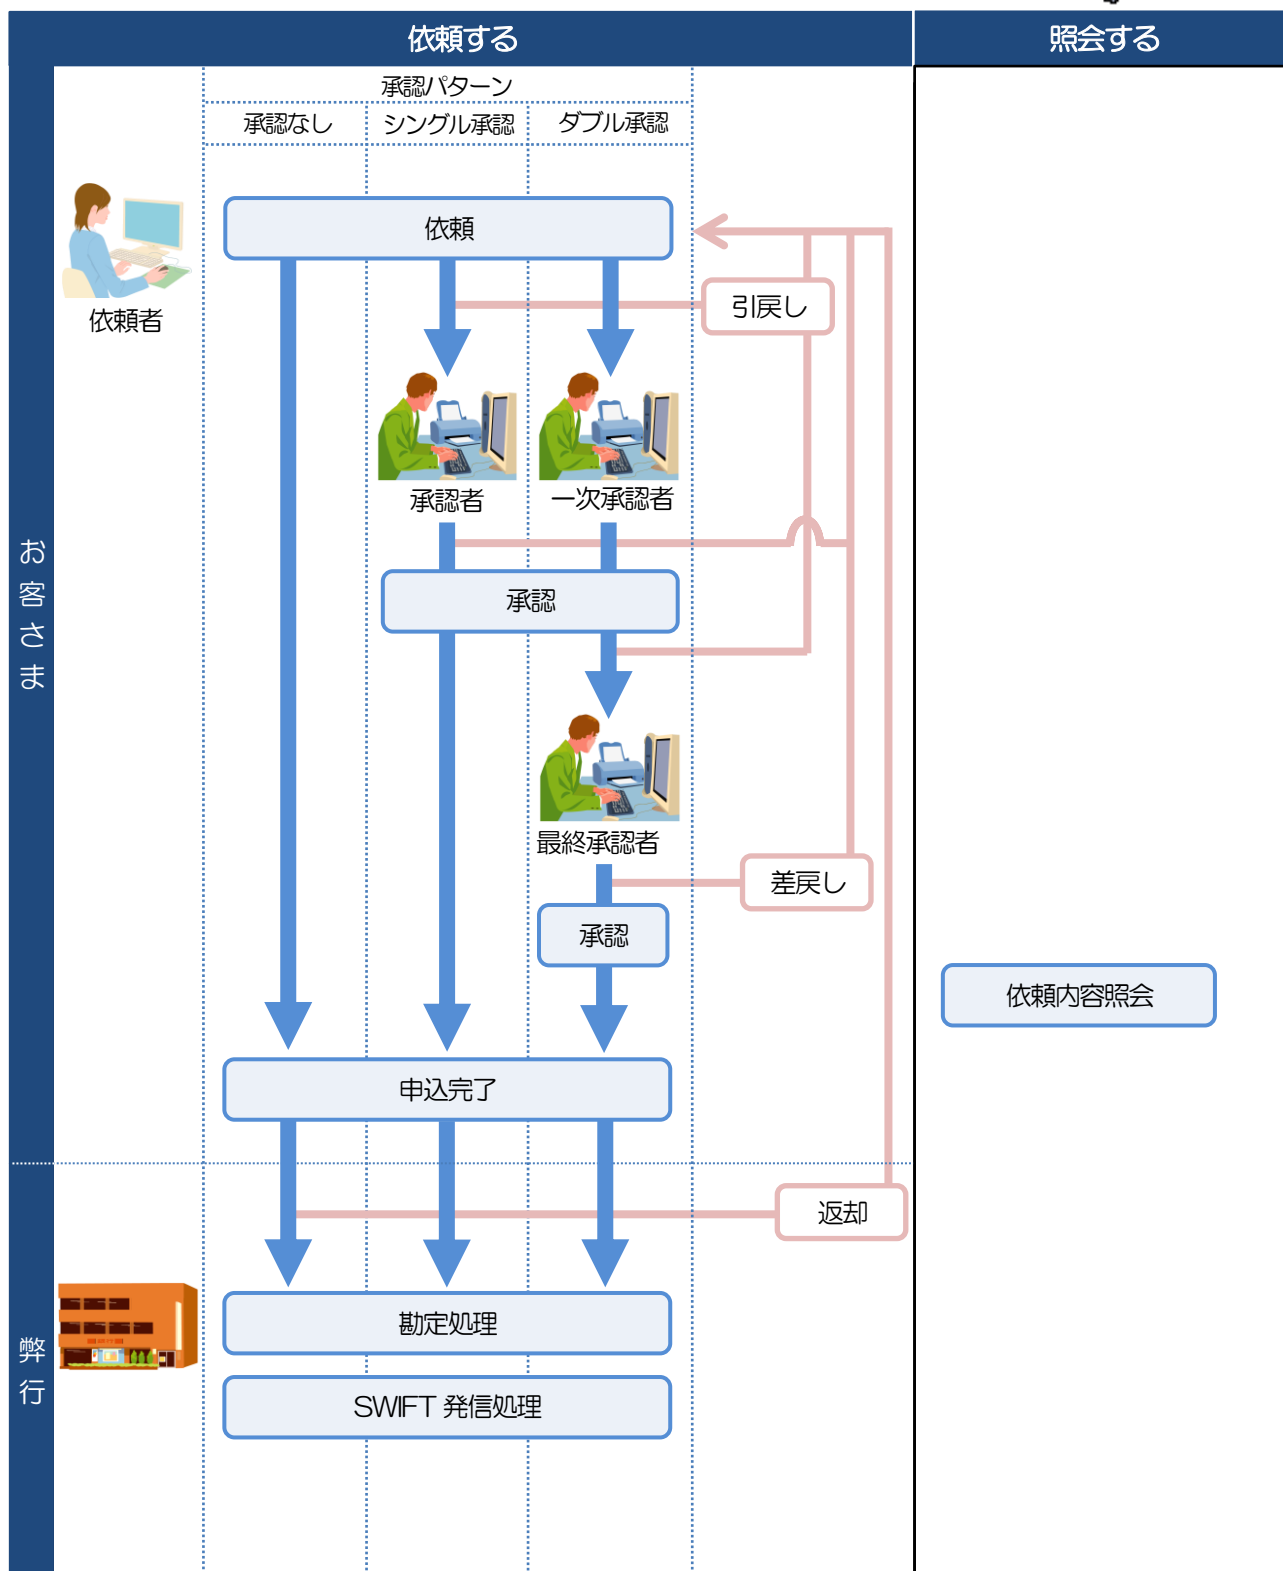 依頼する
照会する
承認パターン
承認なし
シングル承認
ダブル承認
依頼
引戻し
依頼者
承認者
一次承認者
お客さま
承認
最終承認者
差戻し
承認
依頼内容照会
申込完了
返却
弊行
勘定処理
SWIFT 発信処理